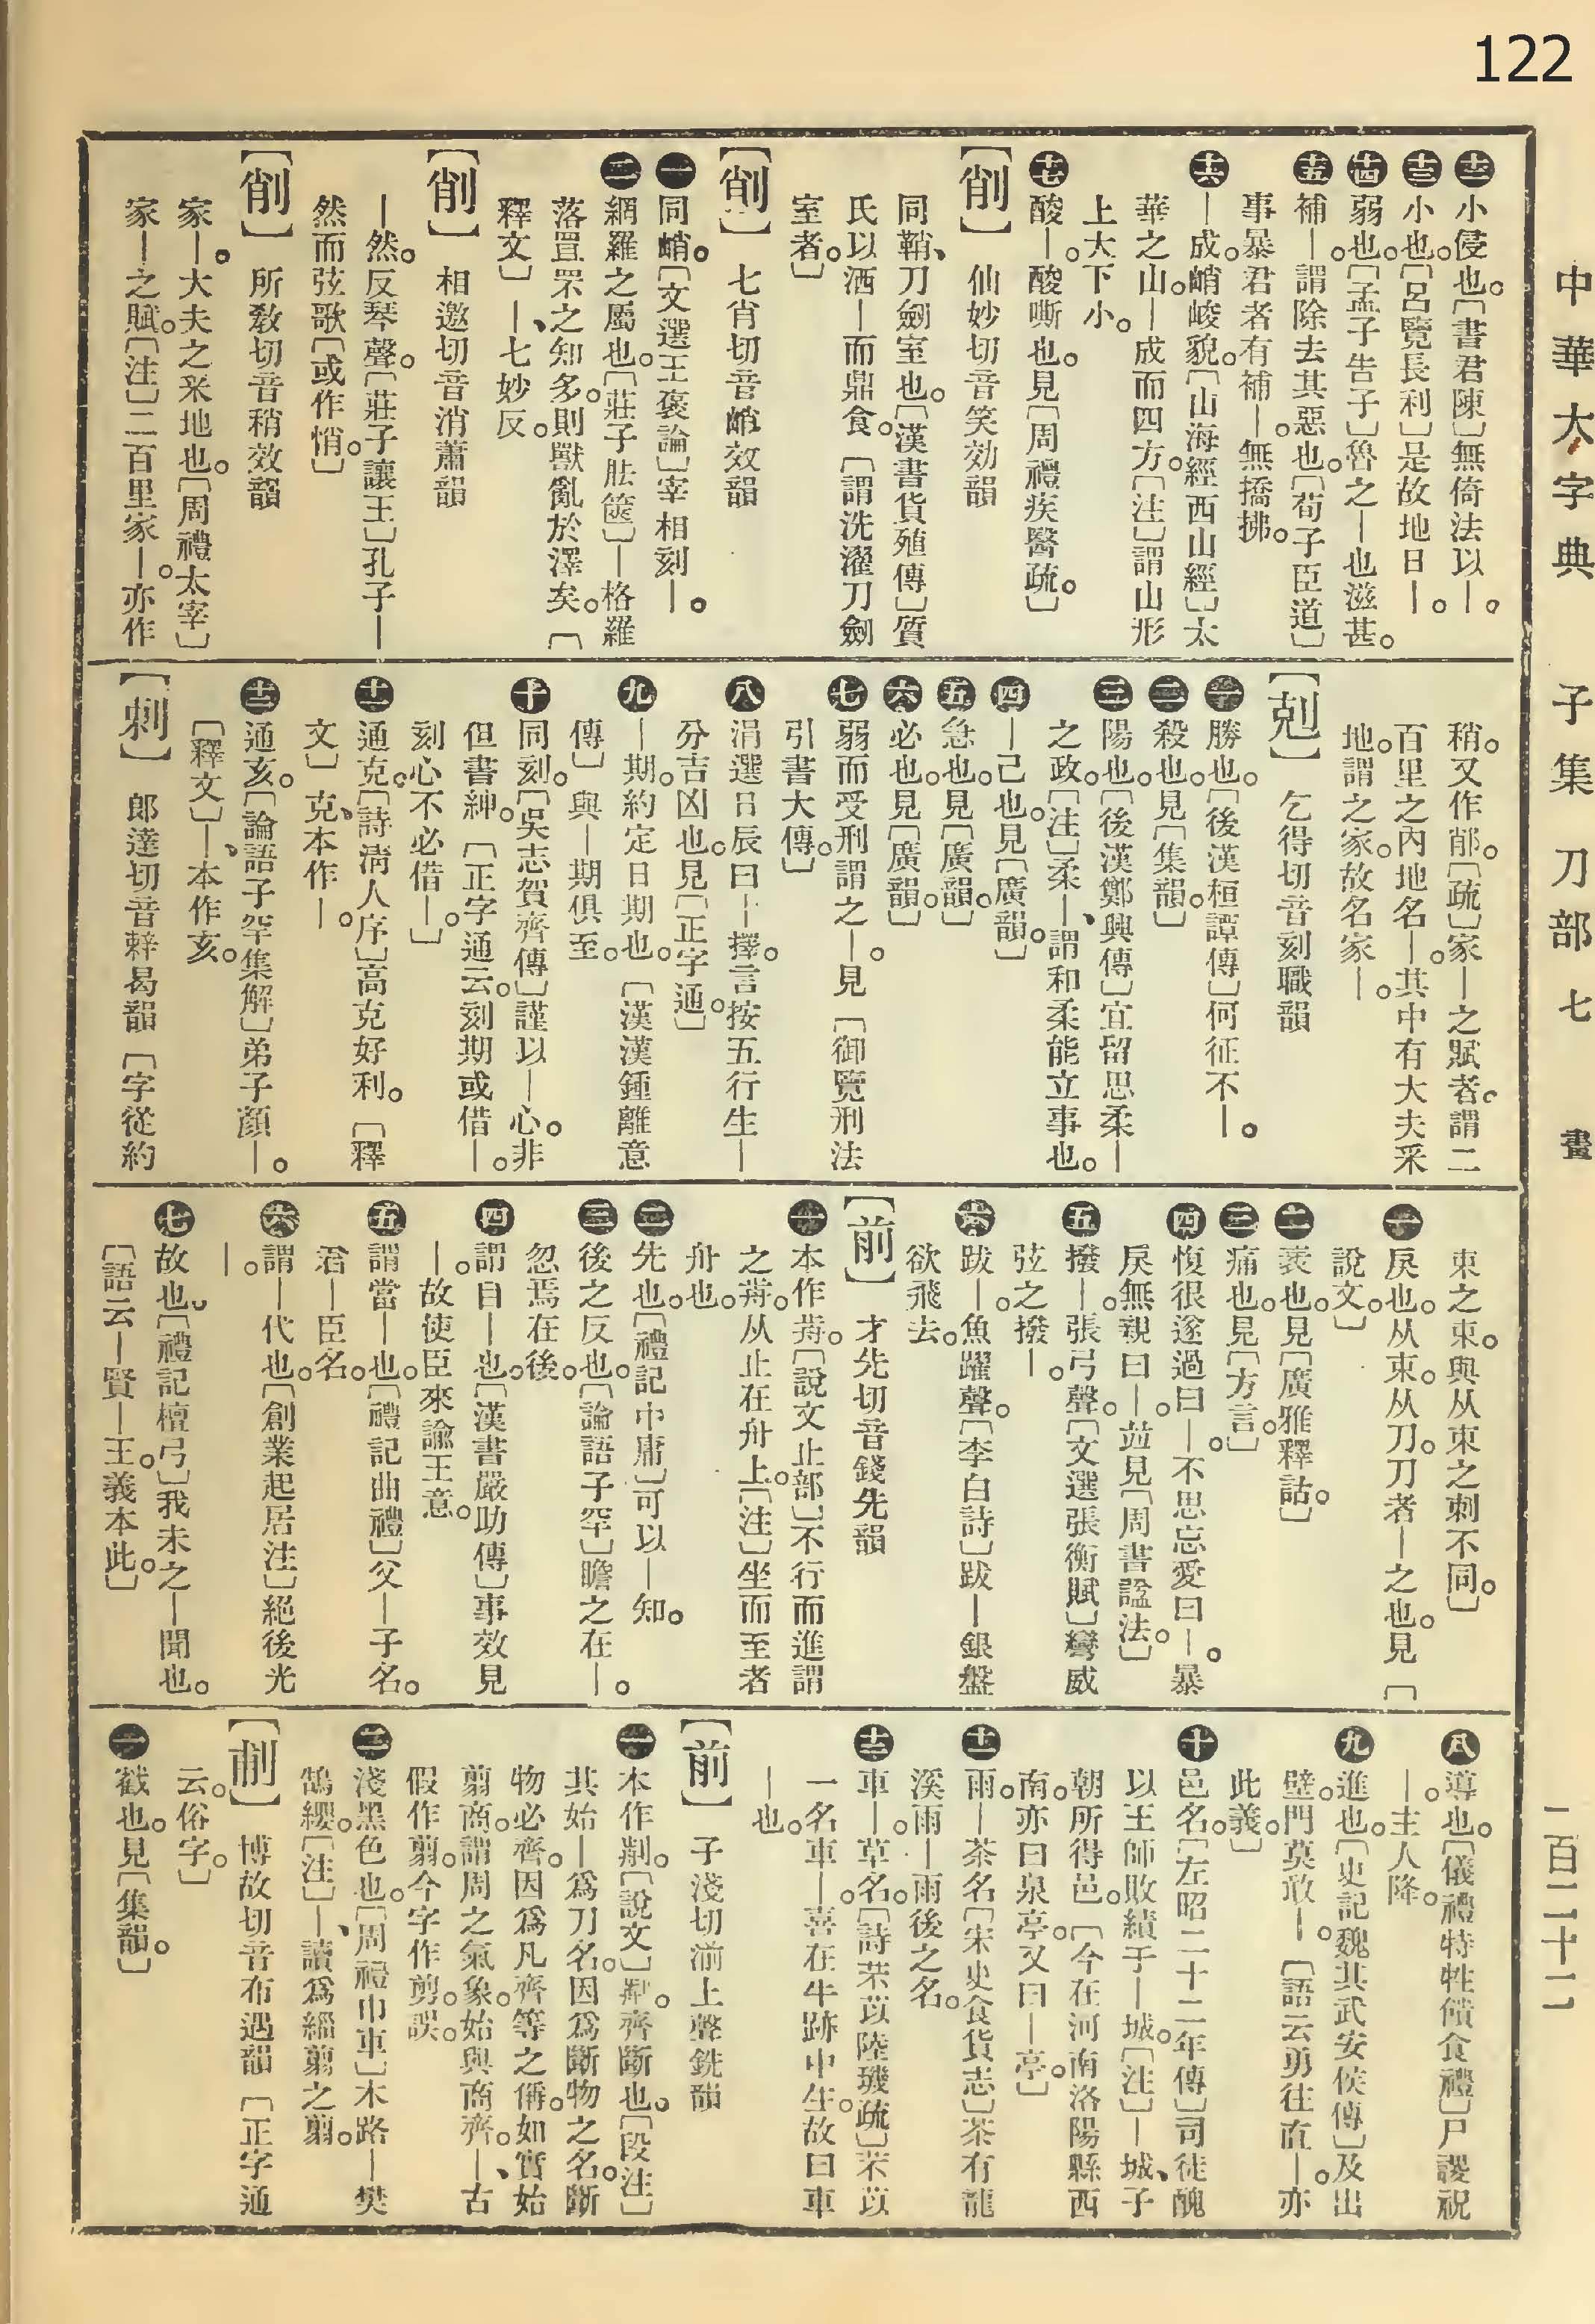 122
中華大字典 子集 刀部 七畫 一百二十二
十二 小侵也。〔書君陳〕無倚法以—。
十三 小也。〔呂覽長利〕是故地日—。
十四 弱也。〔孟子告子〕魯之—也滋甚。
十五 補—。謂除去其惡也。〔荀子臣道〕
事暴君者有補—。無撟拂。
十六 —成。峭峻貌。〔山海經西山經〕太
華之山。—成而四方。〔注〕謂山形
上大下小。
十七 酸—。酸嘶也。見〔周禮疾醫疏。〕
【削】 仙妙切音笑効韻
同鞘、刀劍室也。〔漢書貨殖傳〕質
氏以洒—而鼎食。〔謂洗濯刀劍
室者。〕
【削】 七肖切音峭效韻
一 同峭。〔文選王褒論〕宰相刻—。
二 網羅之屬也。〔莊子胠篋〕—格羅
落罝罘之知多。則獸亂於澤矣。〔
釋文〕—、七妙反。
【削】 相邀切音消蕭韻
—然。反琴聲。〔莊子讓王〕孔子—
然而弦歌〔或作悄。〕
【削】 所敎切音稍效韻
家—。大夫之采地也。〔周禮太宰〕
家—之賦。〔注〕二百里家—。亦作
稍。又作郙。〔疏〕家—之賦者。謂二
百里之內地名—。其中有大夫采
地。謂之家。故名家—。
【剋】 乞得切音刻職韻
一 勝也。〔後漢桓譚傳〕何征不—。
二 殺也。見〔集韻。〕
三 陽也。〔後漢鄭興傳〕宜留思柔—
之政。〔注〕柔—、謂和柔能立事也。
四 —己也。見〔廣韻。〕
五 急也。見〔廣韻。〕
六 必也。見〔廣韻。〕
七 弱而受刑謂之—。見〔御覽刑法
引書大傳。〕
八 涓選日辰曰—擇。言按五行生—
分吉凶也。見〔正字通。〕
九 —期。約定日期也。〔漢漢鍾離意
傳〕與—期俱至。
十 同刻。〔吳志賀齊傳〕謹以—心。非
但書紳。〔正字通云。刻期或借—。
刻心不必借—。〕
十一 通克。〔詩淸人序〕高克好利。〔釋
文〕克、本作—。
十二 通亥。〔論語子罕集解〕弟子顏—。
〔釋文〕—、本作亥。
【剌】 郎達切音辢曷韻〔字從約
束之束。與从朿之刺不同。〕
一 戾也。从束。从刀。刀者—之也。見〔
說文。〕
二 衺也。見〔廣雅釋詁。〕
三 痛也。見〔方言。〕
四 愎很遂過曰—。不思忘愛曰—。暴
戾無親曰—。竝見〔周書諡法。〕
五 撥—。張弓聲。〔文選張衡賦〕彎威
弦之撥—。
六 跋—。魚躍聲。〔李白詩〕跋—銀盤
欲飛去。
【前】 才先切音錢先韻
一 本作歬。〔說文止部〕不行而進謂
之歬。从止在舟上。〔注〕坐而至者
舟也。
二 先也。〔禮記中庸〕可以—知。
三 後之反也。〔論語子罕〕瞻之在—。
忽焉在後。
四 謂目—也。〔漢書嚴助傳〕事效見
—。故使臣來諭王意。
五 謂當—也。〔禮記曲禮〕父—子名。
君—臣名。
六 謂—代也。〔創業起居注〕絕後光
—。
七 故也。〔禮記檀弓〕我未之—聞也。
〔語云—賢—王。義本此。〕
八 導也。〔儀禮特牲饋食禮〕尸謖祝
—。主人降。
九 進也。〔史記魏其武安侯傳〕及出
壁門莫敢—。〔語云勇往直—。亦
此義。〕
十 邑名。〔左昭二十二年傳〕司徒醜
以王師敗績于—城。〔注〕—城、子
朝所得邑。〔今在河南洛陽縣西
南。亦曰泉亭。又曰—亭。〕
十一 雨—。茶名。〔宋史食貨志〕茶有龍
溪雨—雨後之名。
十二 車—。草名。〔詩芣苢陸璣疏〕芣苢
一名車—。喜在牛跡中生。故曰車
—也。
【前】 子淺切湔上聲銑韻
一 本作剬。〔說文〕剬。齊斷也。〔段注〕
其始—爲刀名。因爲斷物之名。斷
物必齊。因爲凡齊等之偁。如實始
翦商。謂周之氣象。始與商齊。—、古
假作翦。今字作剪。誤。
二 淺黑色也。〔周禮巾車〕木路—樊
鵠纓。〔注〕—、讀爲緇翦之翦。
【𠜙】 博故切音布遇韻〔正字通
云。俗字。〕
一 戳也。見〔集韻。〕